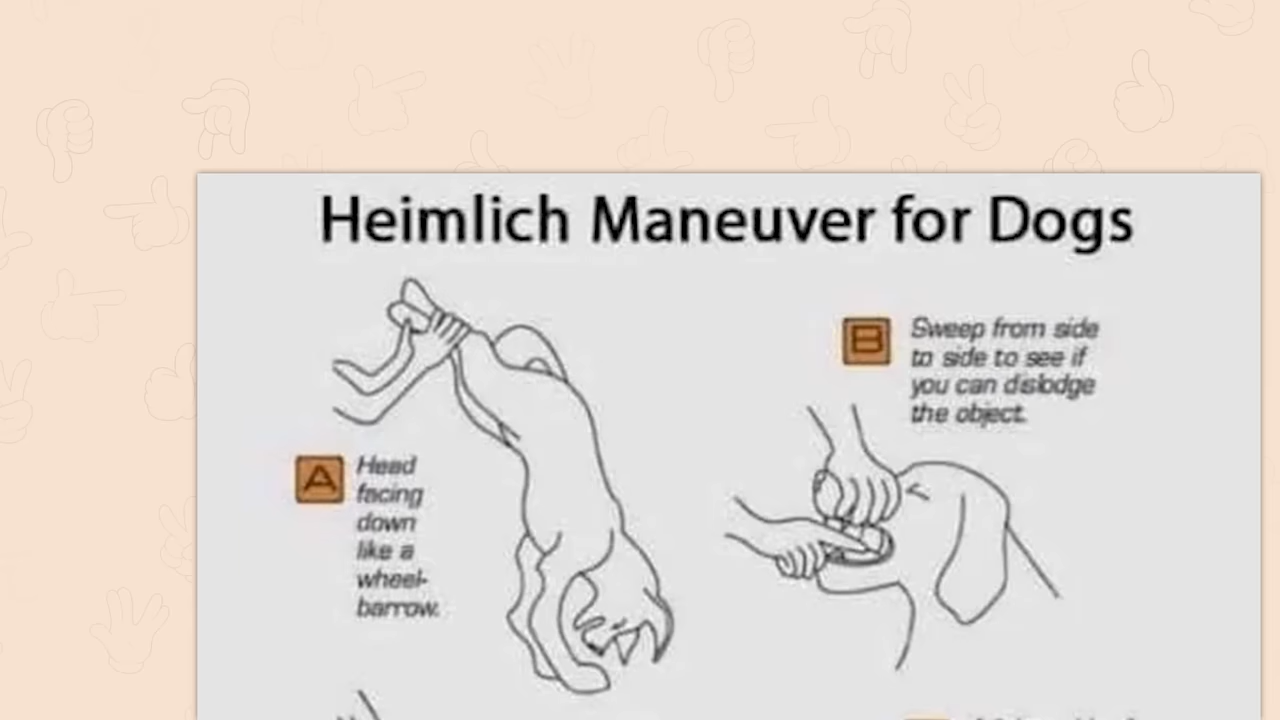 Heimlich Maneuver for Dogs
A
Head
facing
down
like a
wheel-
barrow.
B
Sweep from side
to side to see if
you can dislodge
the object.